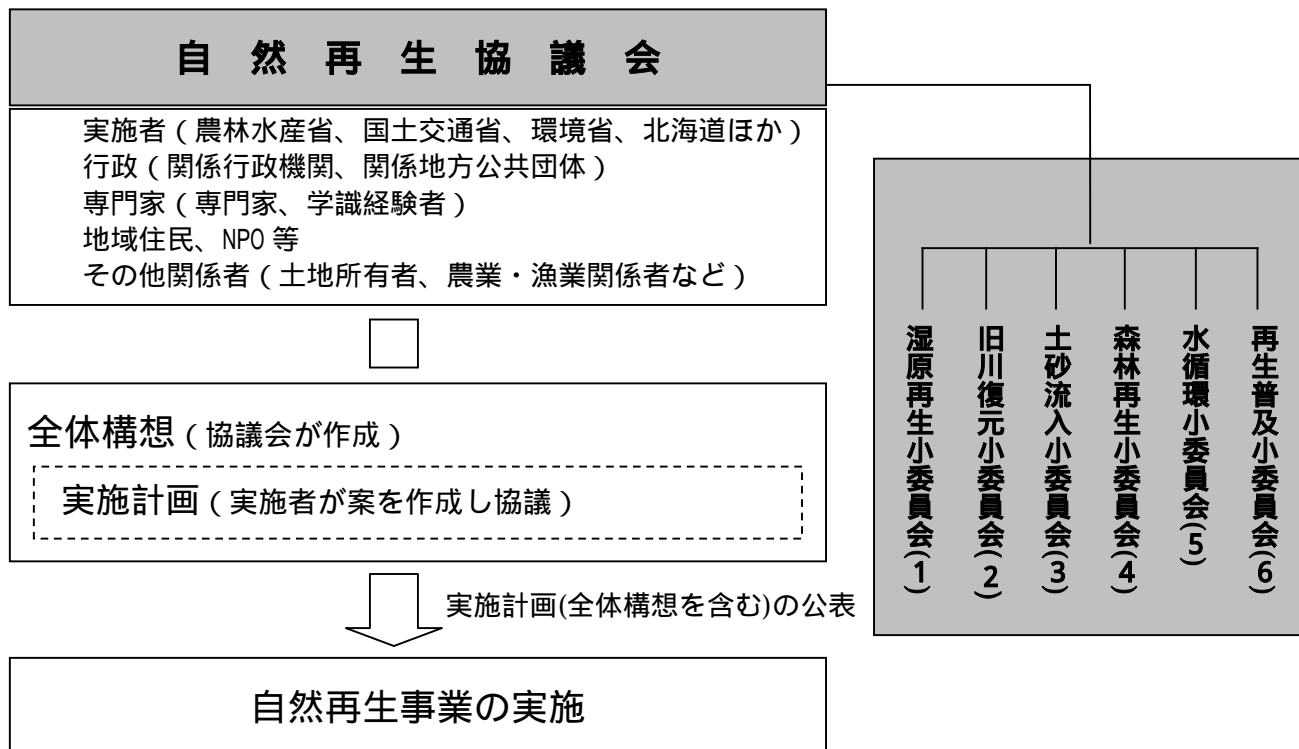 自然再生協議会
実施者（農林水産省、国土交通省、環境省、北海道ほか）
行政（関係行政機関、関係地方公共団体）
専門家（専門家、学識経験者）
地域住民、NPO 等
その他関係者（土地所有者、農業・漁業関係者など）
全体構想（協議会が作成）
実施計画（実施者が案を作成し協議）
実施計画(全体構想を含む)の公表
自然再生事業の実施
湿原再生小委員会(1)
旧川復元小委員会(2)
土砂流入小委員会(3)
森林再生小委員会(4)
水循環小委員会(5)
再生普及小委員会(6)